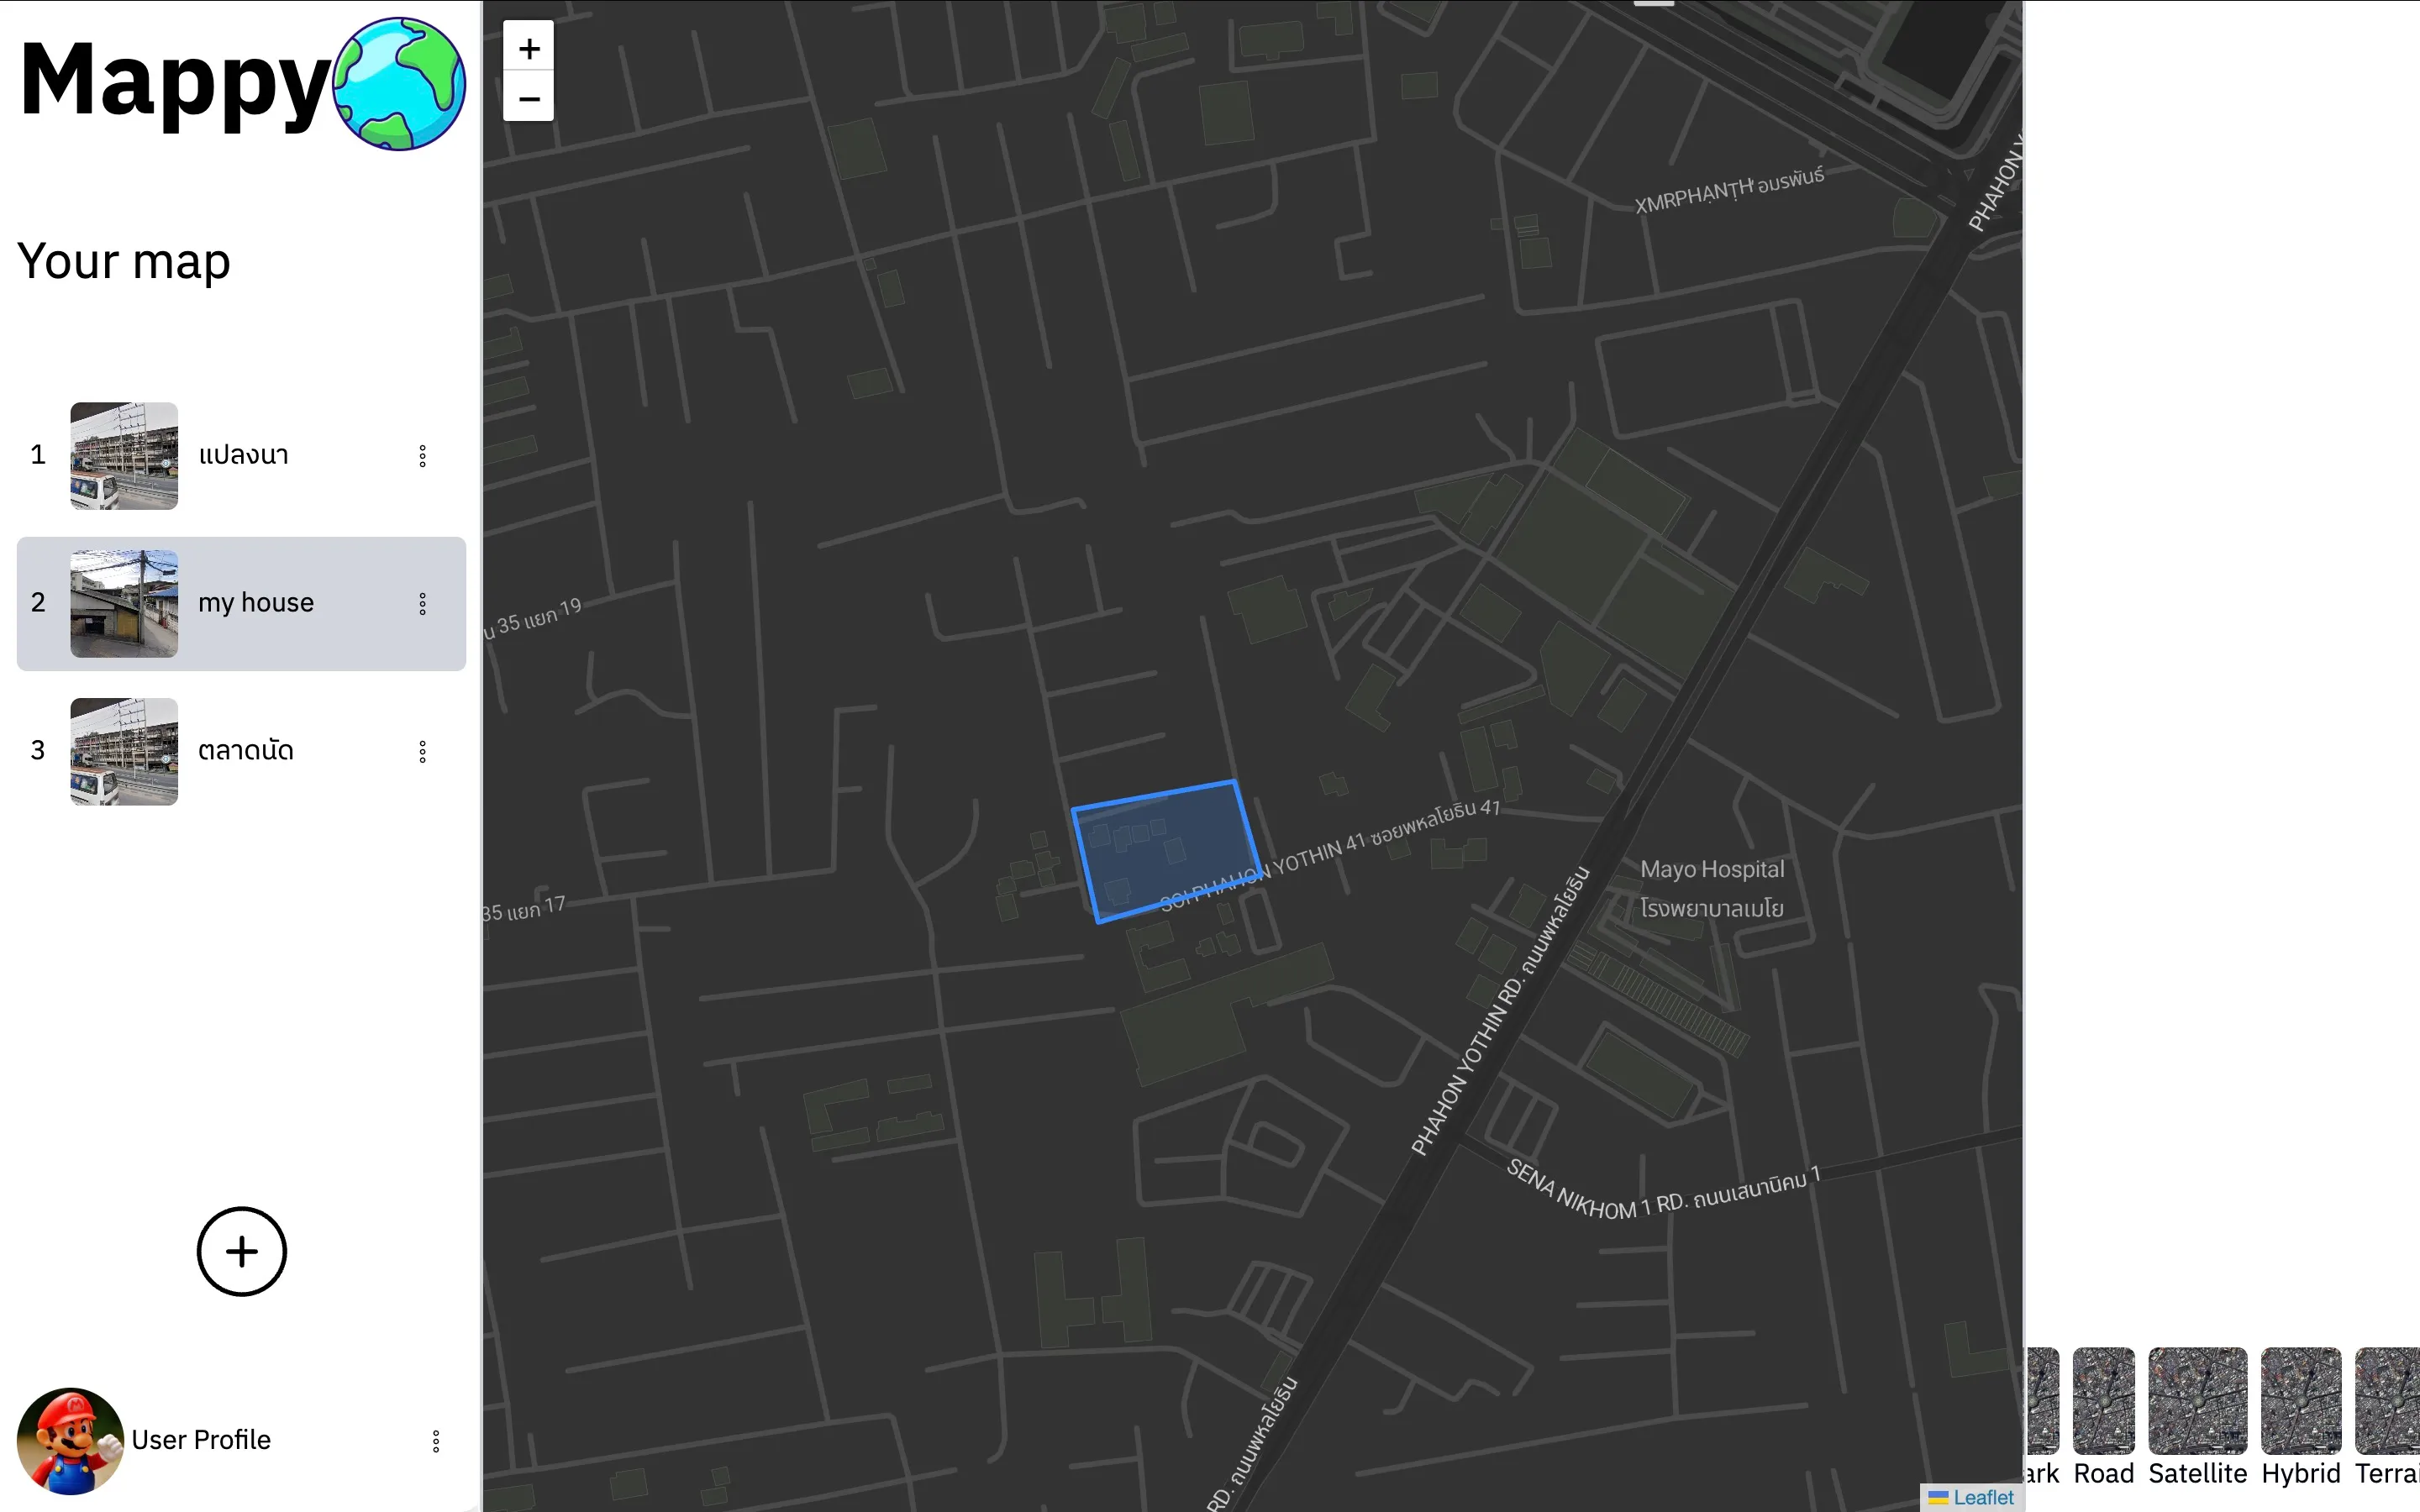 Mappy
Your map
1 แปลงนา
2 my house
3 ตลาดนัด
User Profile
+
−
XMRPHẠNṬH̒ อมรพันธ์
PHAHON Y
น 35 แยก 19
35 แยก 17
SOI PHAHON YOTHIN 41 ซอยพหลโยธิน 41
Mayo Hospital
โรงพยาบาลเมโย
PHAHON YOTHIN RD. ถนนพหลโยธิน
SENA NIKHOM 1 RD. ถนนเสนานิคม 1
RD. ถนนพหลโยธิน
Leaflet
ark Road Satellite Hybrid Terrai